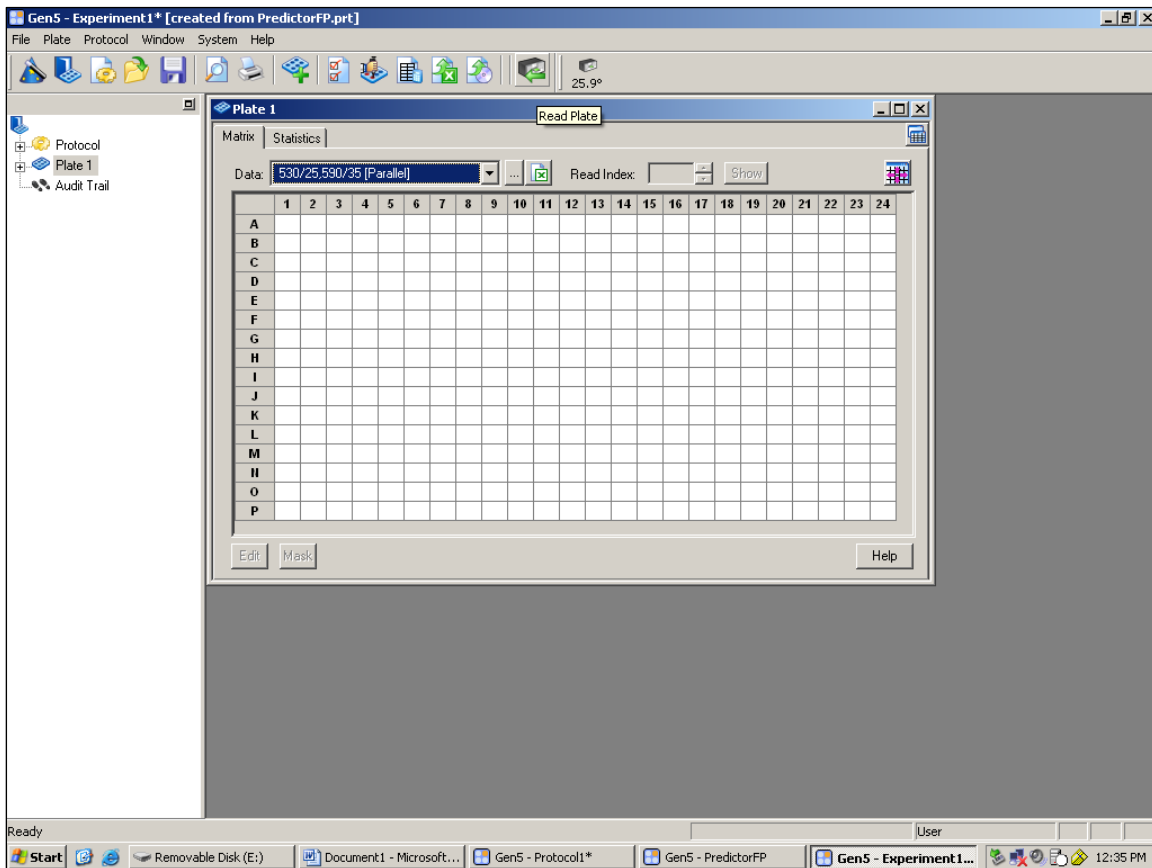 Gen5 - Experiment1* [created from PredictorFP.prt]
File Plate Protocol Window System Help
25.9°
Read Plate
Protocol
Plate 1
Audit Trail
Plate 1
Matrix Statistics
Data: 530/25,590/35 [Parallel] ... Read Index: Show
1 2 3 4 5 6 7 8 9 10 11 12 13 14 15 16 17 18 19 20 21 22 23 24
A
B
C
D
E
F
G
H
I
J
K
L
M
N
O
P
Edit Mask Help
Ready User
Start Removable Disk (E:) Document1 - Microsoft... Gen5 - Protocol1* Gen5 - PredictorFP Gen5 - Experiment1... 12:35 PM